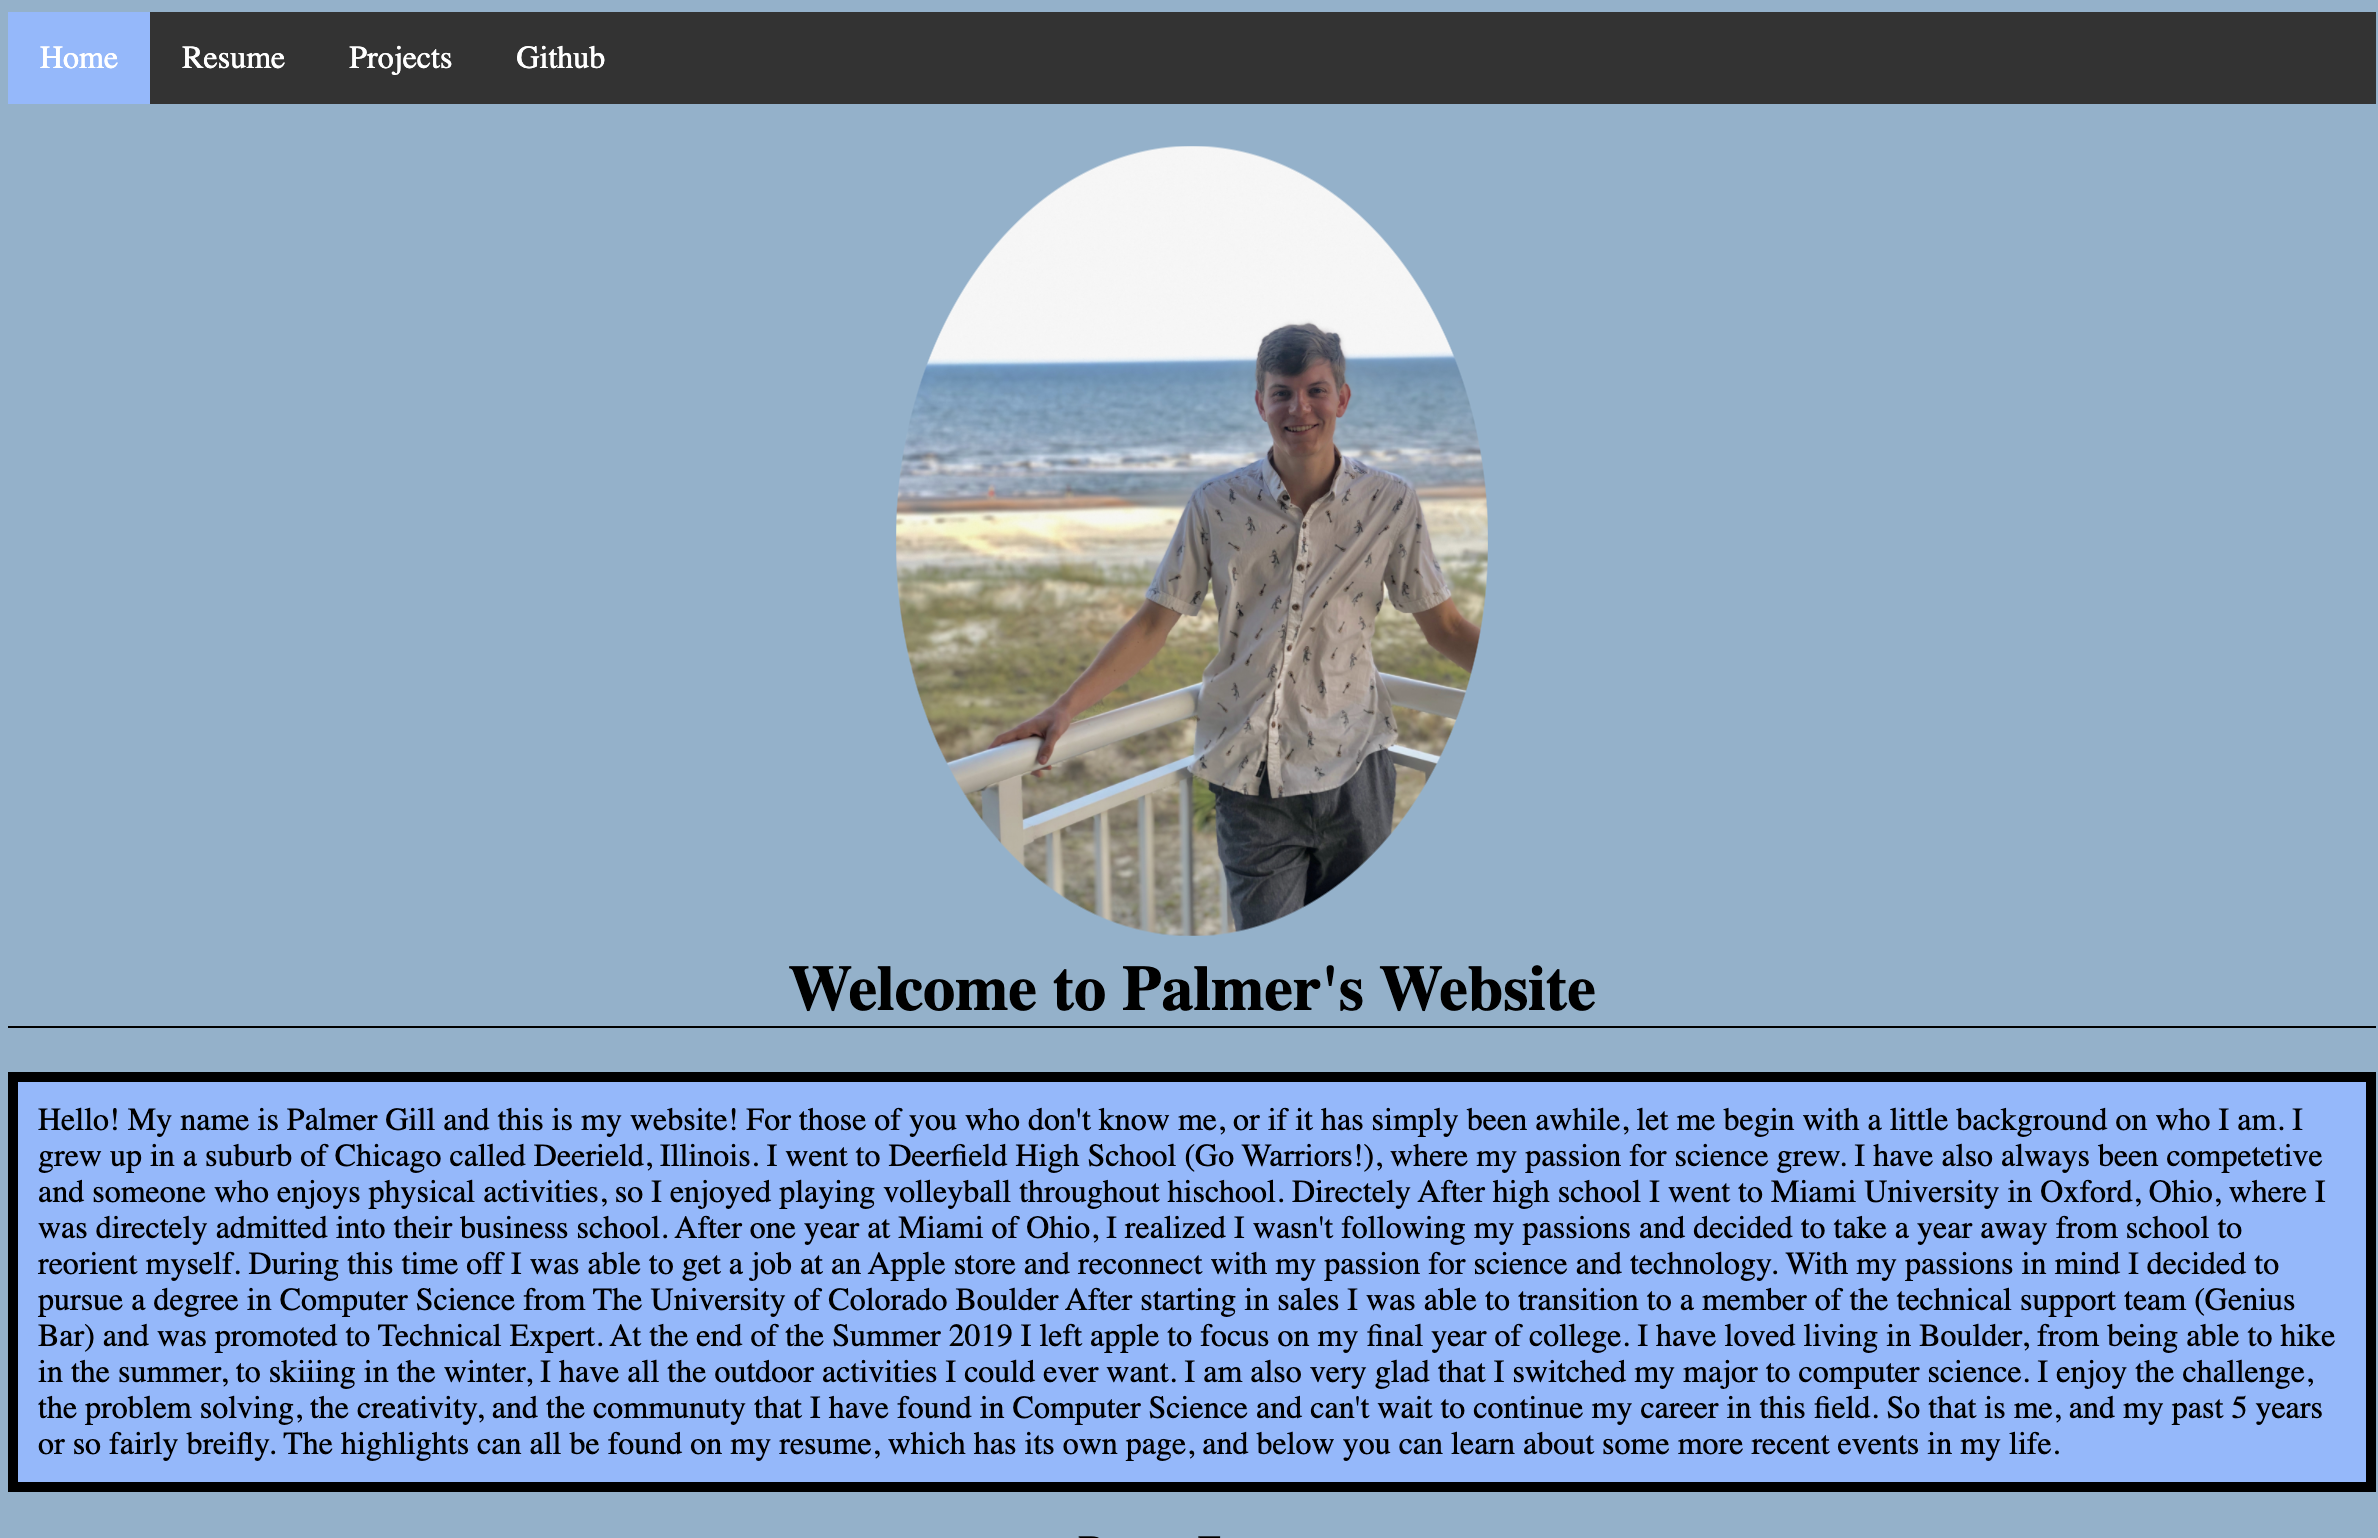 Home Resume Projects Github
Welcome to Palmer's Website
Hello! My name is Palmer Gill and this is my website! For those of you who don't know me, or if it has simply been awhile, let me begin with a little background on who I am. I
grew up in a suburb of Chicago called Deerield, Illinois. I went to Deerfield High School (Go Warriors!), where my passion for science grew. I have also always been competetive
and someone who enjoys physical activities, so I enjoyed playing volleyball throughout hischool. Directely After high school I went to Miami University in Oxford, Ohio, where I
was directely admitted into their business school. After one year at Miami of Ohio, I realized I wasn't following my passions and decided to take a year away from school to
reorient myself. During this time off I was able to get a job at an Apple store and reconnect with my passion for science and technology. With my passions in mind I decided to
pursue a degree in Computer Science from The University of Colorado Boulder After starting in sales I was able to transition to a member of the technical support team (Genius
Bar) and was promoted to Technical Expert. At the end of the Summer 2019 I left apple to focus on my final year of college. I have loved living in Boulder, from being able to hike
in the summer, to skiiing in the winter, I have all the outdoor activities I could ever want. I am also very glad that I switched my major to computer science. I enjoy the challenge,
the problem solving, the creativity, and the communuty that I have found in Computer Science and can't wait to continue my career in this field. So that is me, and my past 5 years
or so fairly breifly. The highlights can all be found on my resume, which has its own page, and below you can learn about some more recent events in my life.